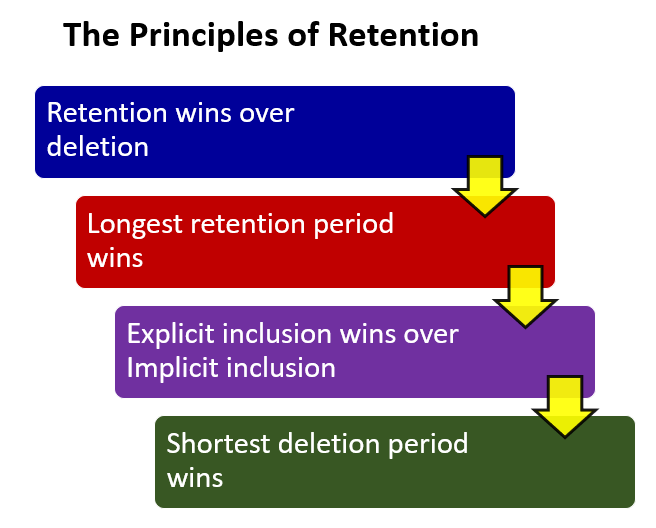 The Principles of Retention
Retention wins over
deletion
Longest retention period
wins
Explicit inclusion wins over
Implicit inclusion
Shortest deletion period
wins